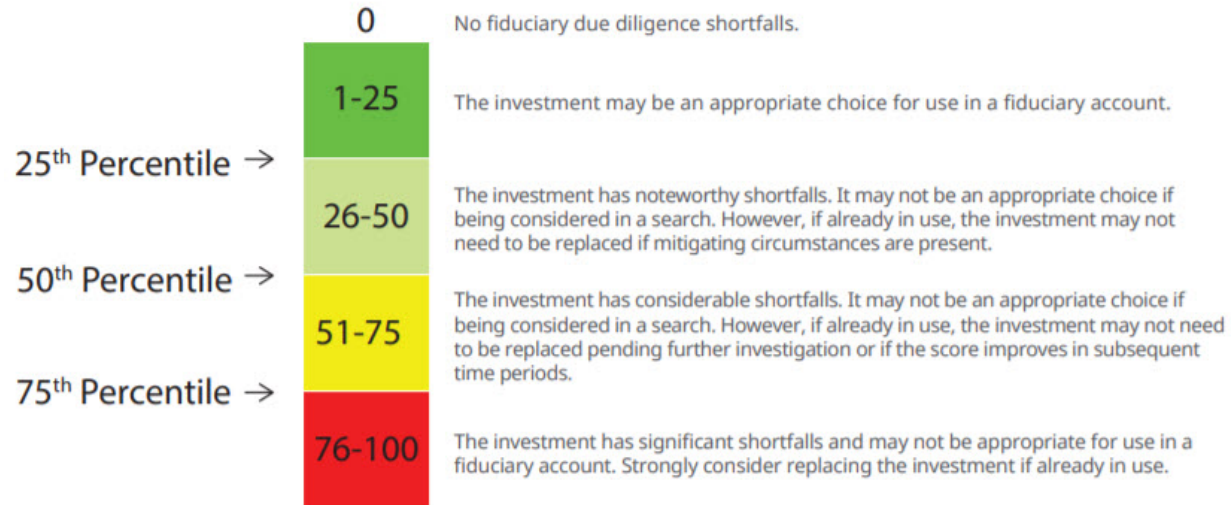 0
No fiduciary due diligence shortfalls.
1-25
The investment may be an appropriate choice for use in a fiduciary account.
25th Percentile →
26-50
The investment has noteworthy shortfalls. It may not be an appropriate choice if
being considered in a search. However, if already in use, the investment may not
need to be replaced if mitigating circumstances are present.
50th Percentile →
51-75
The investment has considerable shortfalls. It may not be an appropriate choice if
being considered in a search. However, if already in use, the investment may not need
to be replaced pending further investigation or if the score improves in subsequent
time periods.
75th Percentile →
76-100
The investment has significant shortfalls and may not be appropriate for use in a
fiduciary account. Strongly consider replacing the investment if already in use.